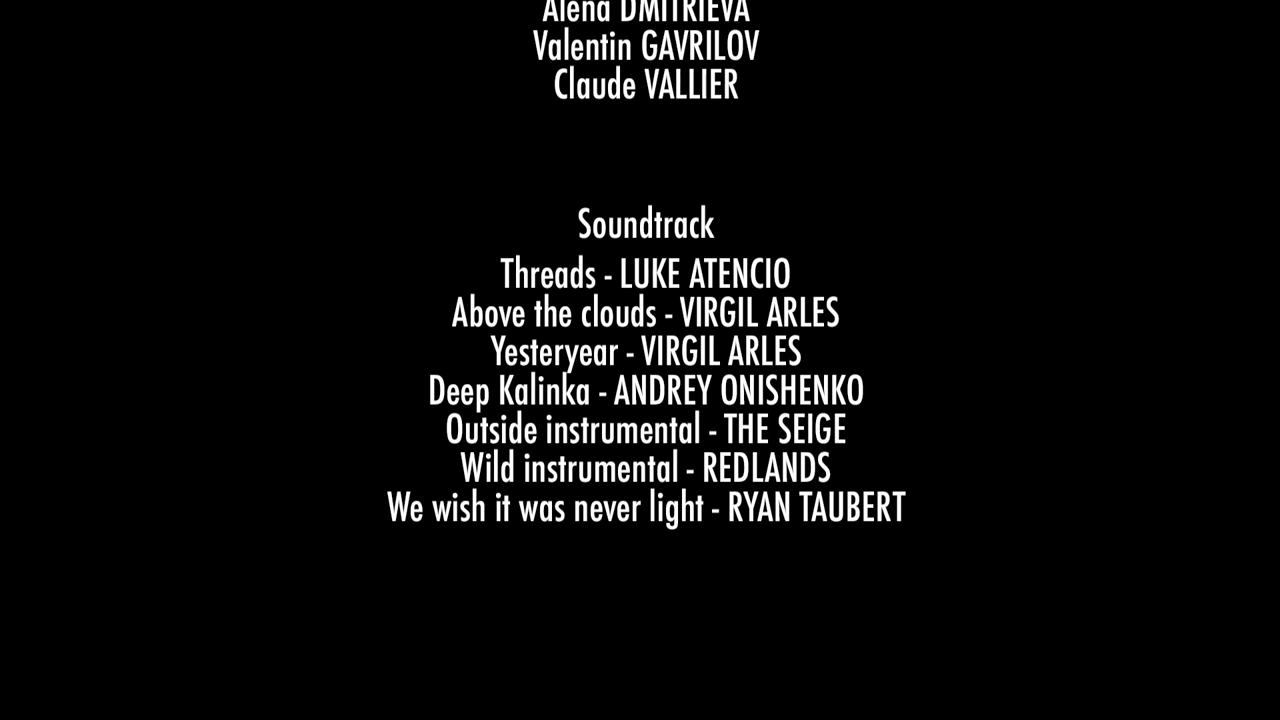 Alena DMITRIEVA
Valentin GAVRILOV
Claude VALLIER
Soundtrack
Threads - LUKE ATENCIO
Above the clouds - VIRGIL ARLES
Yesteryear - VIRGIL ARLES
Deep Kalinka - ANDREY ONISHENKO
Outside instrumental - THE SEIGE
Wild instrumental - REDLANDS
We wish it was never light - RYAN TAUBERT